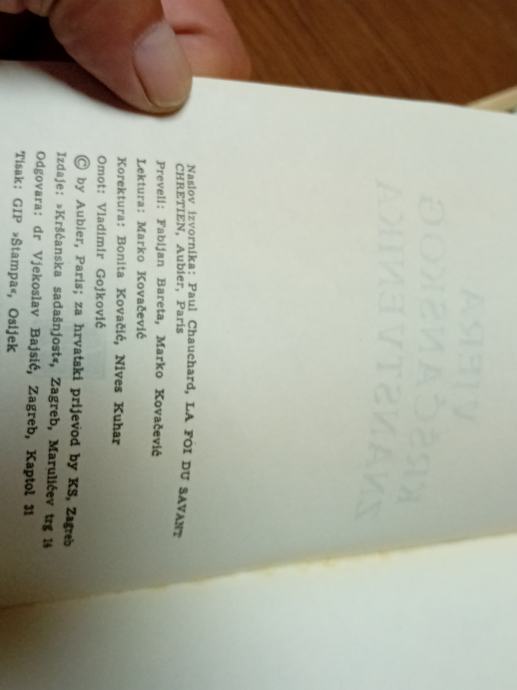 Naslov izvornika: Paul Chauchard, LA FOI DU SAVANT
CHRETIEN, Aubier, Paris
Preveli: Fabijan Bareta, Marko Kovačević
Lektura: Marko Kovačević
Korektura: Bonita Kovačić, Nives Kuhar
Omot: Vladimir Gojković
© by Aubier, Paris; za hrvatski prijevod by KS, Zagreb
Izdaje: »Kršćanska sadašnjost«, Zagreb, Marulićev trg 14
Odgovara: dr Vjekoslav Bajsić, Zagreb, Kaptol 31
Tisak: GIP »Štampa«, Osijek
VJERA
KRŠĆANSKOG
ZNANSTVENIKA